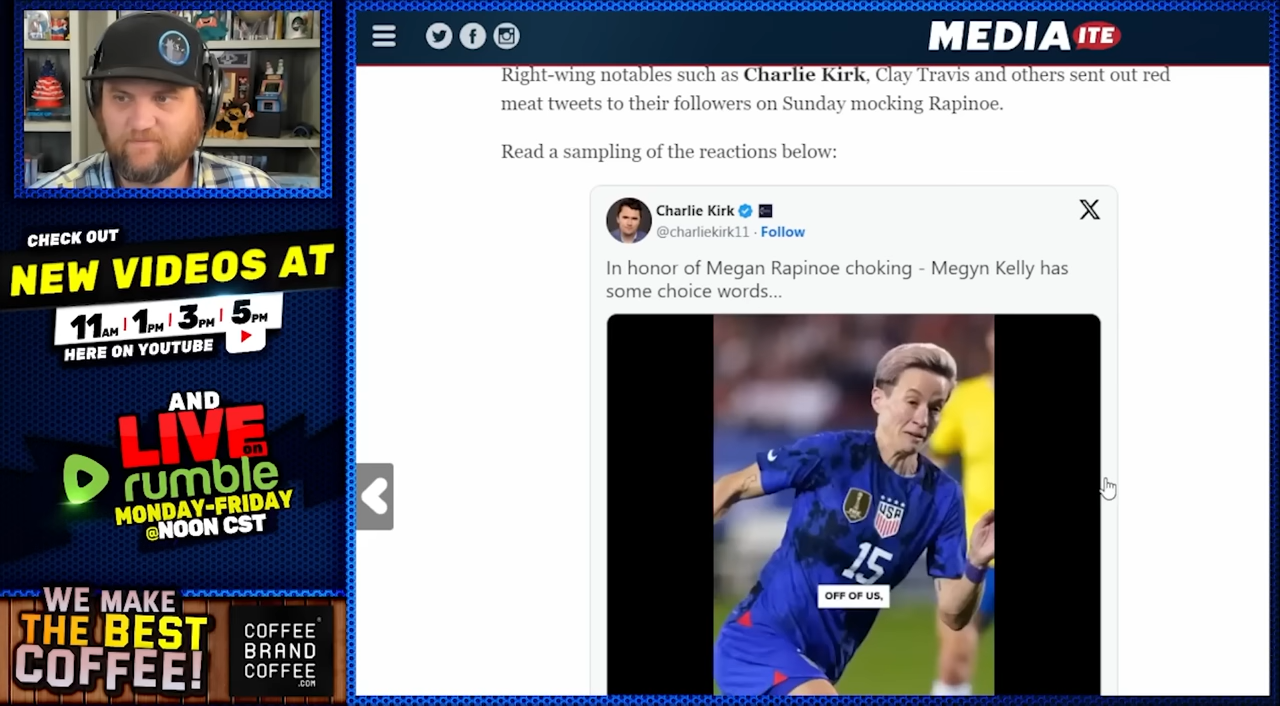 CHECK OUT
NEW VIDEOS AT
11AM | 1PM | 3PM | 5PM
HERE ON YOUTUBE
AND
LIVE on
rumble
MONDAY-FRIDAY
@NOON CST
WE MAKE
THE BEST
COFFEE!
COFFEE
BRAND
COFFEE
.COM
MEDIAITE
Right-wing notables such as Charlie Kirk, Clay Travis and others sent out red
meat tweets to their followers on Sunday mocking Rapinoe.
Read a sampling of the reactions below:
Charlie Kirk
@charliekirk11 · Follow
X
In honor of Megan Rapinoe choking - Megyn Kelly has
some choice words...
USA
15
OFF OF US,